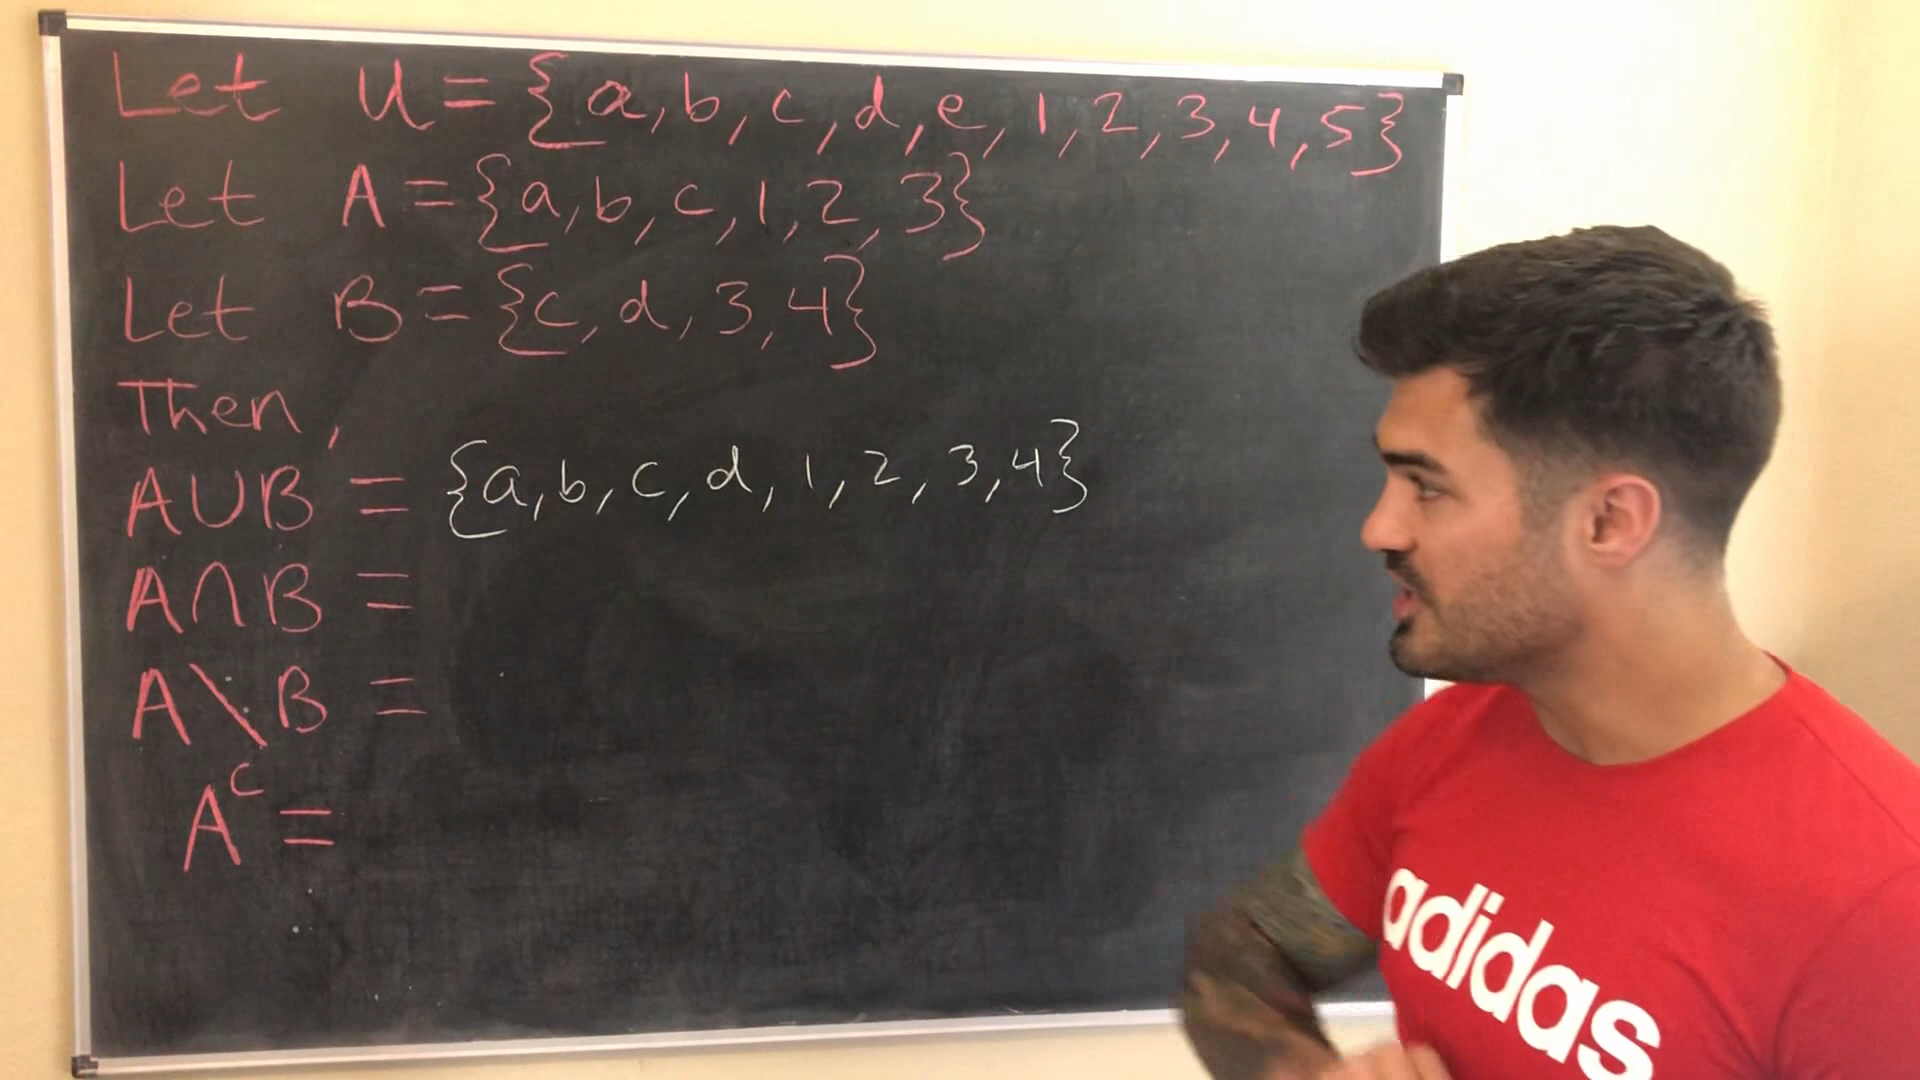 Let U = {a, b, c, d, e, 1, 2, 3, 4, 5}
Let A = {a, b, c, 1, 2, 3}
Let B = {c, d, 3, 4}
Then,
A∪B = {a, b, c, d, 1, 2, 3, 4}
A∩B =
A\B =
Aᶜ =
adidas